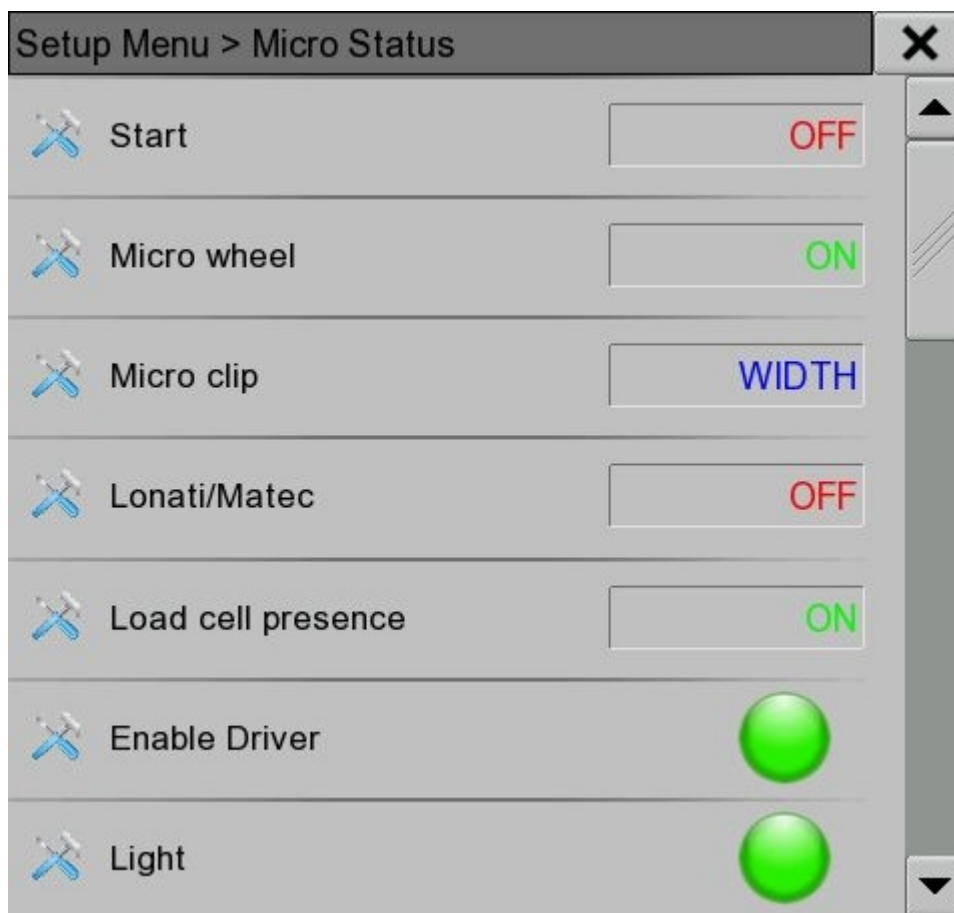 Setup Menu > Micro Status
Start OFF
Micro wheel ON
Micro clip WIDTH
Lonati/Matec OFF
Load cell presence ON
Enable Driver
Light